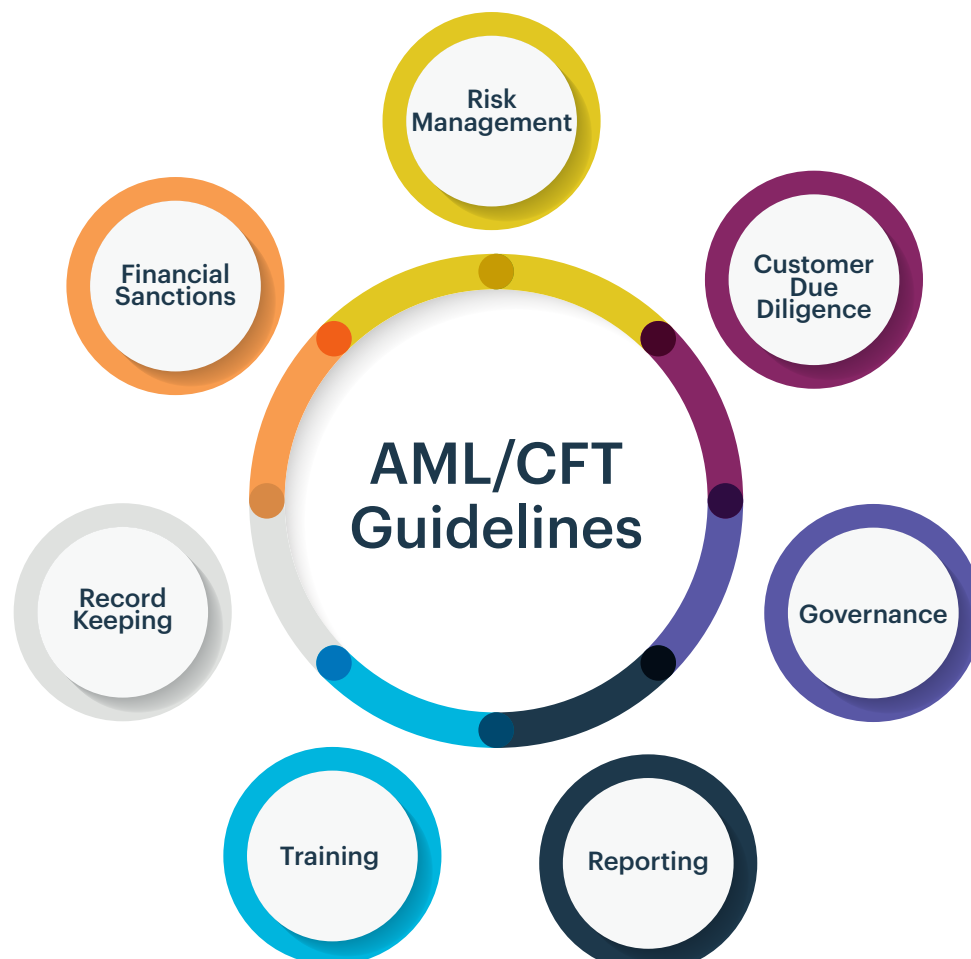 Risk
Management
Financial
Sanctions
Customer
Due
Diligence
AML/CFT
Guidelines
Record
Keeping
Governance
Training
Reporting